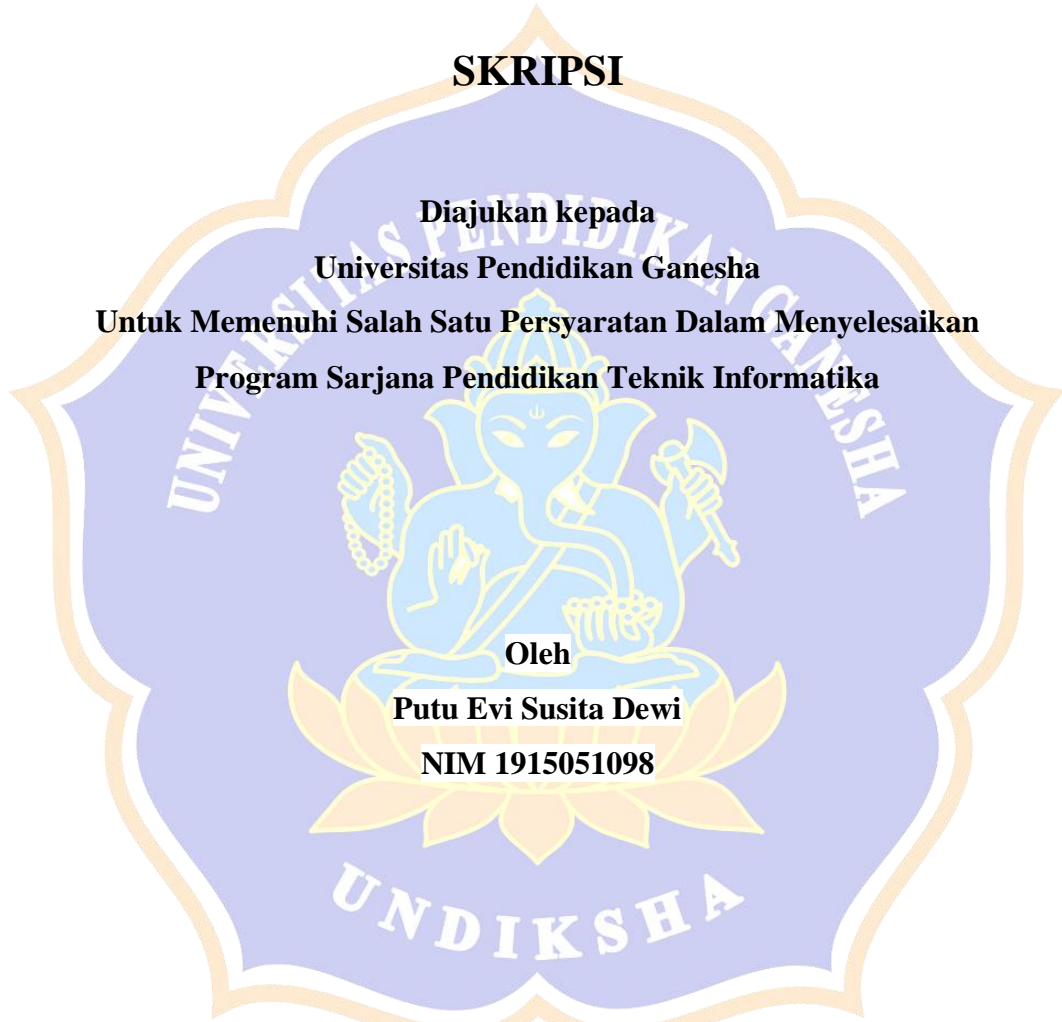 SKRIPSI
Diajukan kepada
Universitas Pendidikan Ganesha
Untuk Memenuhi Salah Satu Persyaratan Dalam Menyelesaikan
Program Sarjana Pendidikan Teknik Informatika
UNIVERSITAS PENDIDIKAN GANESHA
Oleh
Putu Evi Susita Dewi
NIM 1915051098
UNDIKSHA